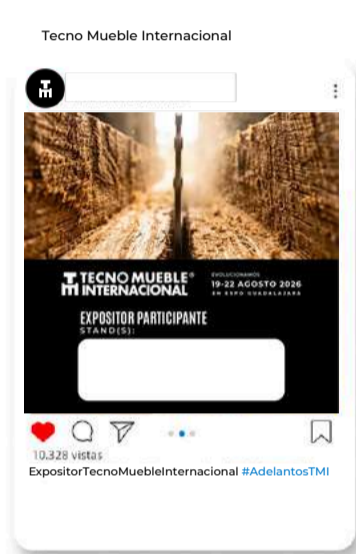 Tecno Mueble Internacional
TECNO MUEBLE®
INTERNACIONAL
EVOLUCIONAMOS
19-22 AGOSTO 2026
EN EXPO GUADALAJARA
EXPOSITOR PARTICIPANTE
STAND(S):
10.328 vistas
ExpositorTecnoMuebleInternacional #AdelantosTMI